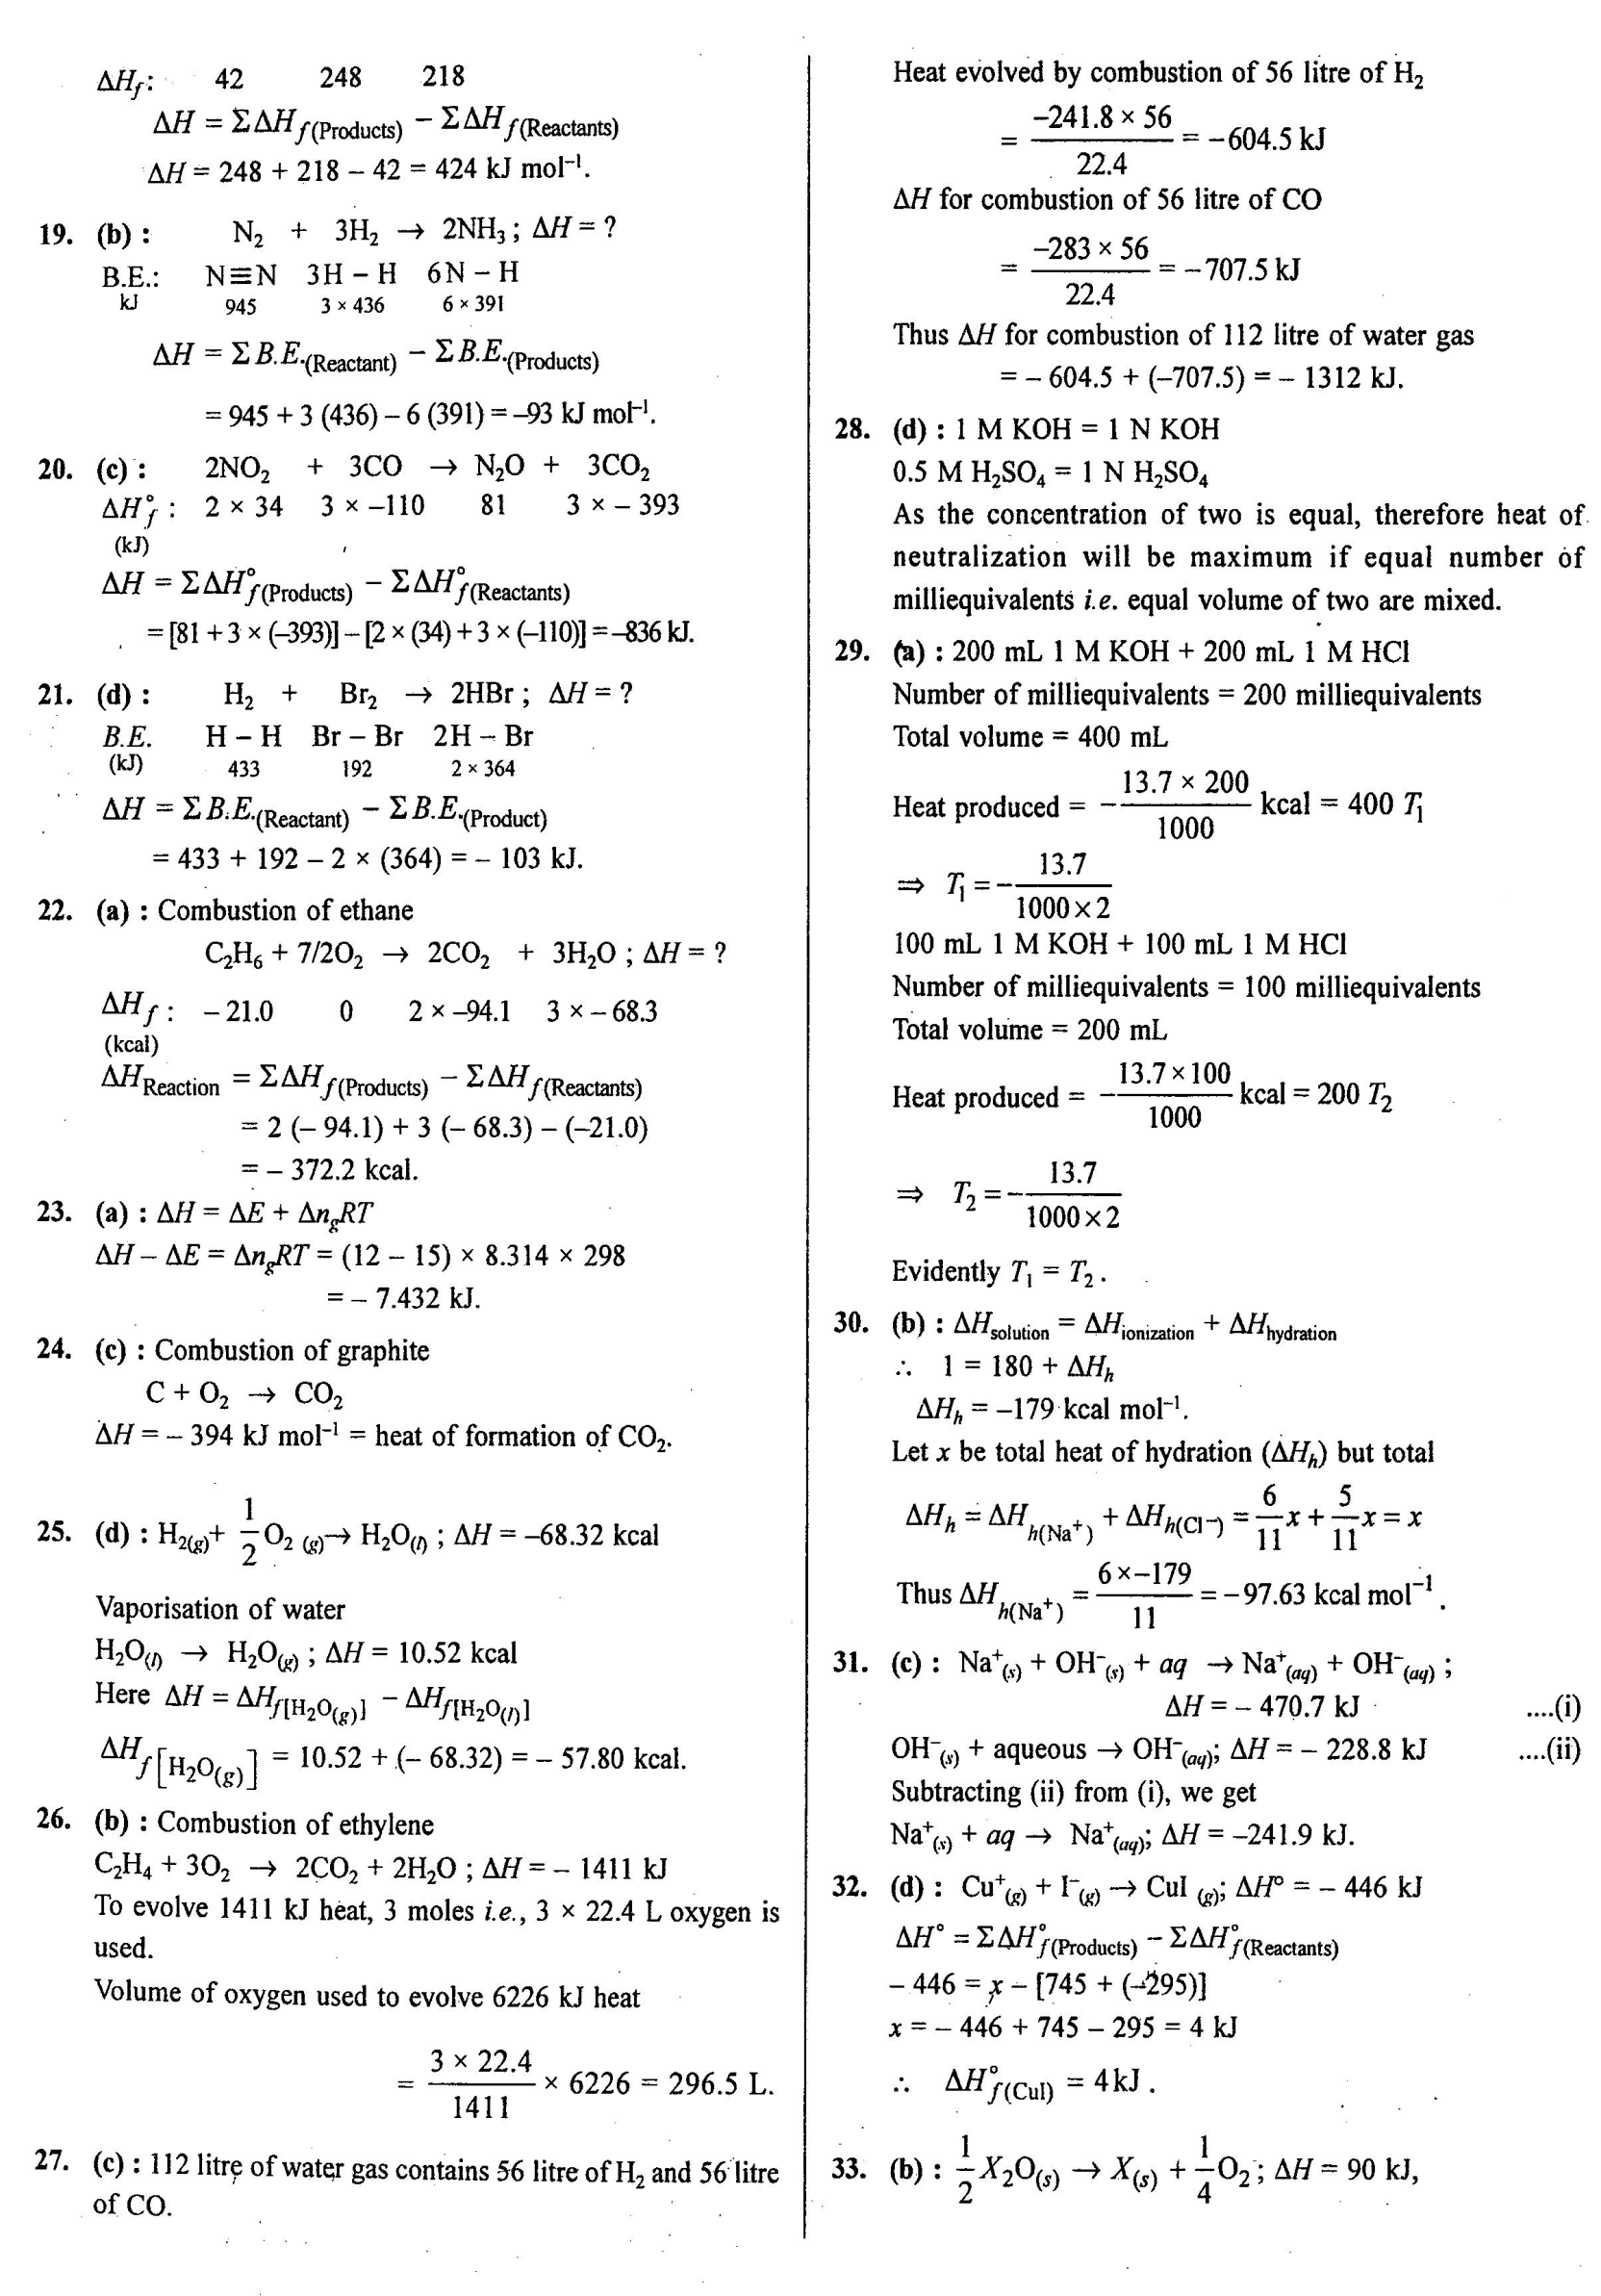 ΔH_f : 42 248 218
ΔH = ΣΔH_f(Products) – ΣΔH_f(Reactants)
ΔH = 248 + 218 – 42 = 424 kJ mol⁻¹.
19. (b) : N₂ + 3H₂ → 2NH₃ ; ΔH = ?
B.E.: N≡N 3H – H 6N – H
kJ 945 3 × 436 6 × 391
ΔH = Σ B.E.(Reactant) – Σ B.E.(Products)
= 945 + 3 (436) – 6 (391) = –93 kJ mol⁻¹.
20. (c) : 2NO₂ + 3CO → N₂O + 3CO₂
ΔH°_f : 2 × 34 3 × –110 81 3 × – 393
(kJ)
ΔH = ΣΔH°_f(Products) – ΣΔH°_f(Reactants)
= [81 + 3 × (–393)] – [2 × (34) + 3 × (–110)] = –836 kJ.
21. (d) : H₂ + Br₂ → 2HBr ; ΔH = ?
B.E. H – H Br – Br 2H – Br
(kJ) 433 192 2 × 364
ΔH = Σ B.E.(Reactant) – Σ B.E.(Product)
= 433 + 192 – 2 × (364) = – 103 kJ.
22. (a) : Combustion of ethane
C₂H₆ + 7/2O₂ → 2CO₂ + 3H₂O ; ΔH = ?
ΔH_f : – 21.0 0 2 × –94.1 3 × – 68.3
(kcal)
ΔH_Reaction = ΣΔH_f(Products) – ΣΔH_f(Reactants)
= 2 (– 94.1) + 3 (– 68.3) – (–21.0)
= – 372.2 kcal.
23. (a) : ΔH = ΔE + Δn_gRT
ΔH – ΔE = Δn_gRT = (12 – 15) × 8.314 × 298
= – 7.432 kJ.
24. (c) : Combustion of graphite
C + O₂ → CO₂
ΔH = – 394 kJ mol⁻¹ = heat of formation of CO₂.
25. (d) : H₂(g) + 1/2 O₂ (g) → H₂O(l) ; ΔH = –68.32 kcal
Vaporisation of water
H₂O(l) → H₂O(g) ; ΔH = 10.52 kcal
Here ΔH = ΔH_f[H₂O(g)] – ΔH_f[H₂O(l)]
ΔH_f[H₂O(g)] = 10.52 + (– 68.32) = – 57.80 kcal.
26. (b) : Combustion of ethylene
C₂H₄ + 3O₂ → 2CO₂ + 2H₂O ; ΔH = – 1411 kJ
To evolve 1411 kJ heat, 3 moles i.e., 3 × 22.4 L oxygen is
used.
Volume of oxygen used to evolve 6226 kJ heat
= (3 × 22.4)/1411 × 6226 = 296.5 L.
27. (c) : 112 litre of water gas contains 56 litre of H₂ and 56 litre
of CO.
Heat evolved by combustion of 56 litre of H₂
= (–241.8 × 56)/22.4 = –604.5 kJ
ΔH for combustion of 56 litre of CO
= (–283 × 56)/22.4 = –707.5 kJ
Thus ΔH for combustion of 112 litre of water gas
= – 604.5 + (–707.5) = – 1312 kJ.
28. (d) : 1 M KOH = 1 N KOH
0.5 M H₂SO₄ = 1 N H₂SO₄
As the concentration of two is equal, therefore heat of
neutralization will be maximum if equal number of
milliequivalents i.e. equal volume of two are mixed.
29. (a) : 200 mL 1 M KOH + 200 mL 1 M HCl
Number of milliequivalents = 200 milliequivalents
Total volume = 400 mL
Heat produced = –(13.7 × 200)/1000 kcal = 400 T₁
⇒ T₁ = –13.7/(1000 × 2)
100 mL 1 M KOH + 100 mL 1 M HCl
Number of milliequivalents = 100 milliequivalents
Total volume = 200 mL
Heat produced = –(13.7 × 100)/1000 kcal = 200 T₂
⇒ T₂ = –13.7/(1000 × 2)
Evidently T₁ = T₂ .
30. (b) : ΔH_solution = ΔH_ionization + ΔH_hydration
∴ 1 = 180 + ΔH_h
ΔH_h = –179 kcal mol⁻¹.
Let x be total heat of hydration (ΔH_h) but total
ΔH_h = ΔH_h(Na⁺) + ΔH_h(Cl⁻) = 6/11 x + 5/11 x = x
Thus ΔH_h(Na⁺) = (6 × –179)/11 = – 97.63 kcal mol⁻¹.
31. (c) : Na⁺(s) + OH⁻(s) + aq → Na⁺(aq) + OH⁻(aq) ;
ΔH = – 470.7 kJ ....(i)
OH⁻(s) + aqueous → OH⁻(aq); ΔH = – 228.8 kJ ....(ii)
Subtracting (ii) from (i), we get
Na⁺(s) + aq → Na⁺(aq); ΔH = –241.9 kJ.
32. (d) : Cu⁺(g) + I⁻(g) → CuI (g); ΔH° = – 446 kJ
ΔH° = ΣΔH°_f(Products) – ΣΔH°_f(Reactants)
– 446 = x – [745 + (–295)]
x = – 446 + 745 – 295 = 4 kJ
∴ ΔH°_f(CuI) = 4 kJ .
33. (b) : 1/2 X₂O(s) → X(s) + 1/4 O₂ ; ΔH = 90 kJ,